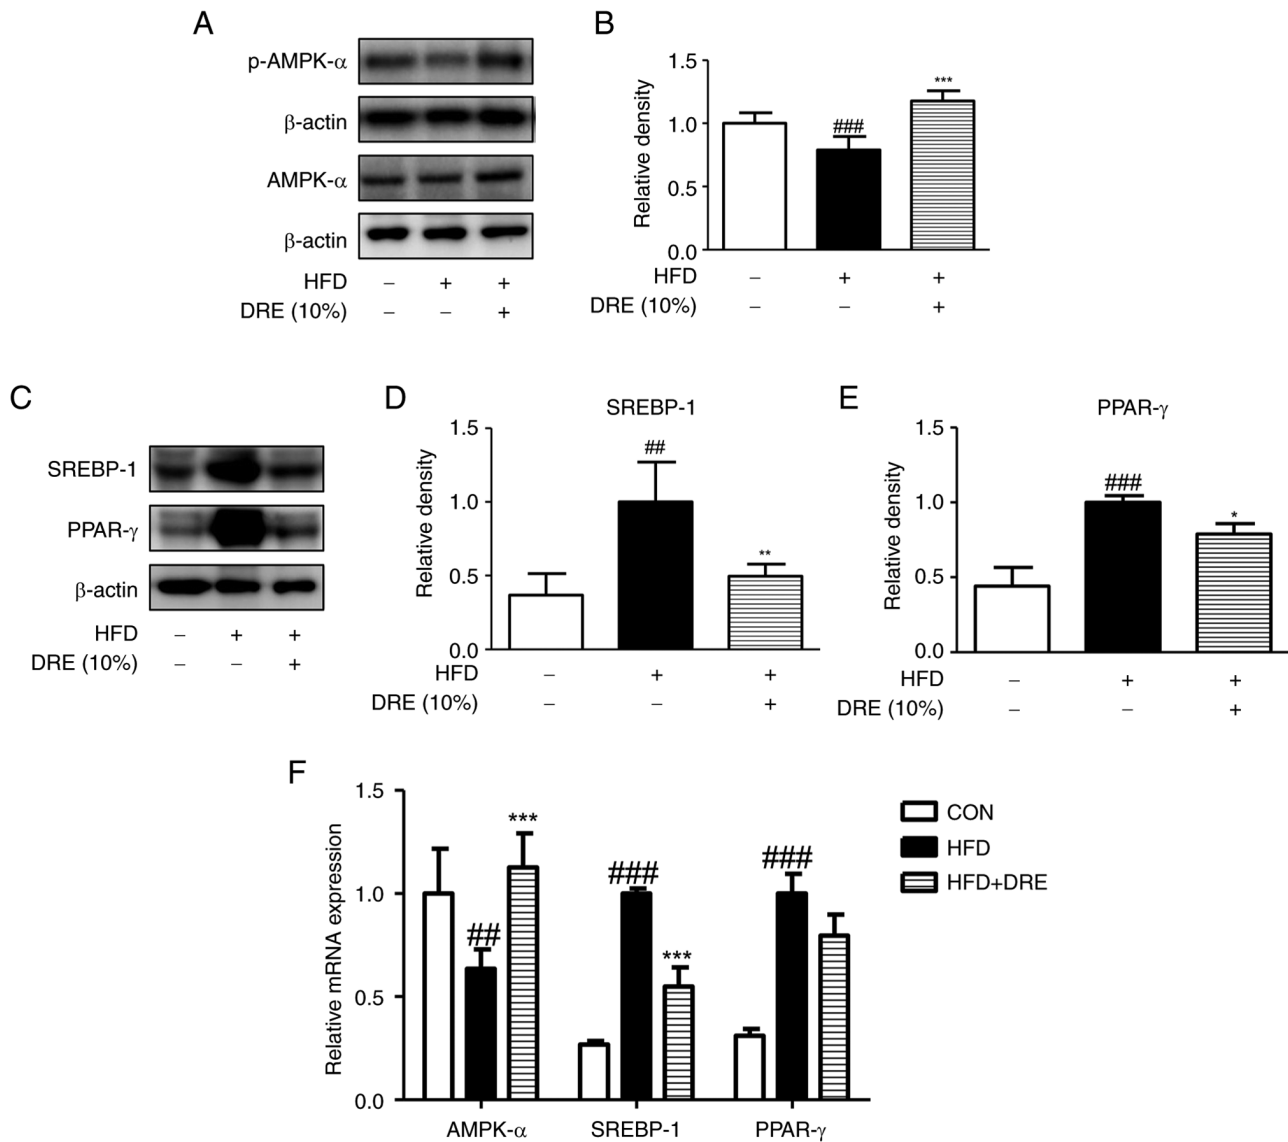 A
p-AMPK-α
β-actin
AMPK-α
β-actin
HFD − + +
DRE (10%) − − +
B
Relative density
1.5
1.0
0.5
0.0
###
***
HFD − + +
DRE (10%) − − +
C
SREBP-1
PPAR-γ
β-actin
HFD − + +
DRE (10%) − − +
D
SREBP-1
Relative density
1.5
1.0
0.5
0.0
##
**
HFD − + +
DRE (10%) − − +
E
PPAR-γ
Relative density
1.5
1.0
0.5
0.0
###
*
HFD − + +
DRE (10%) − − +
F
Relative mRNA expression
1.5
1.0
0.5
0.0
##
***
###
***
###
AMPK-α SREBP-1 PPAR-γ
CON
HFD
HFD+DRE